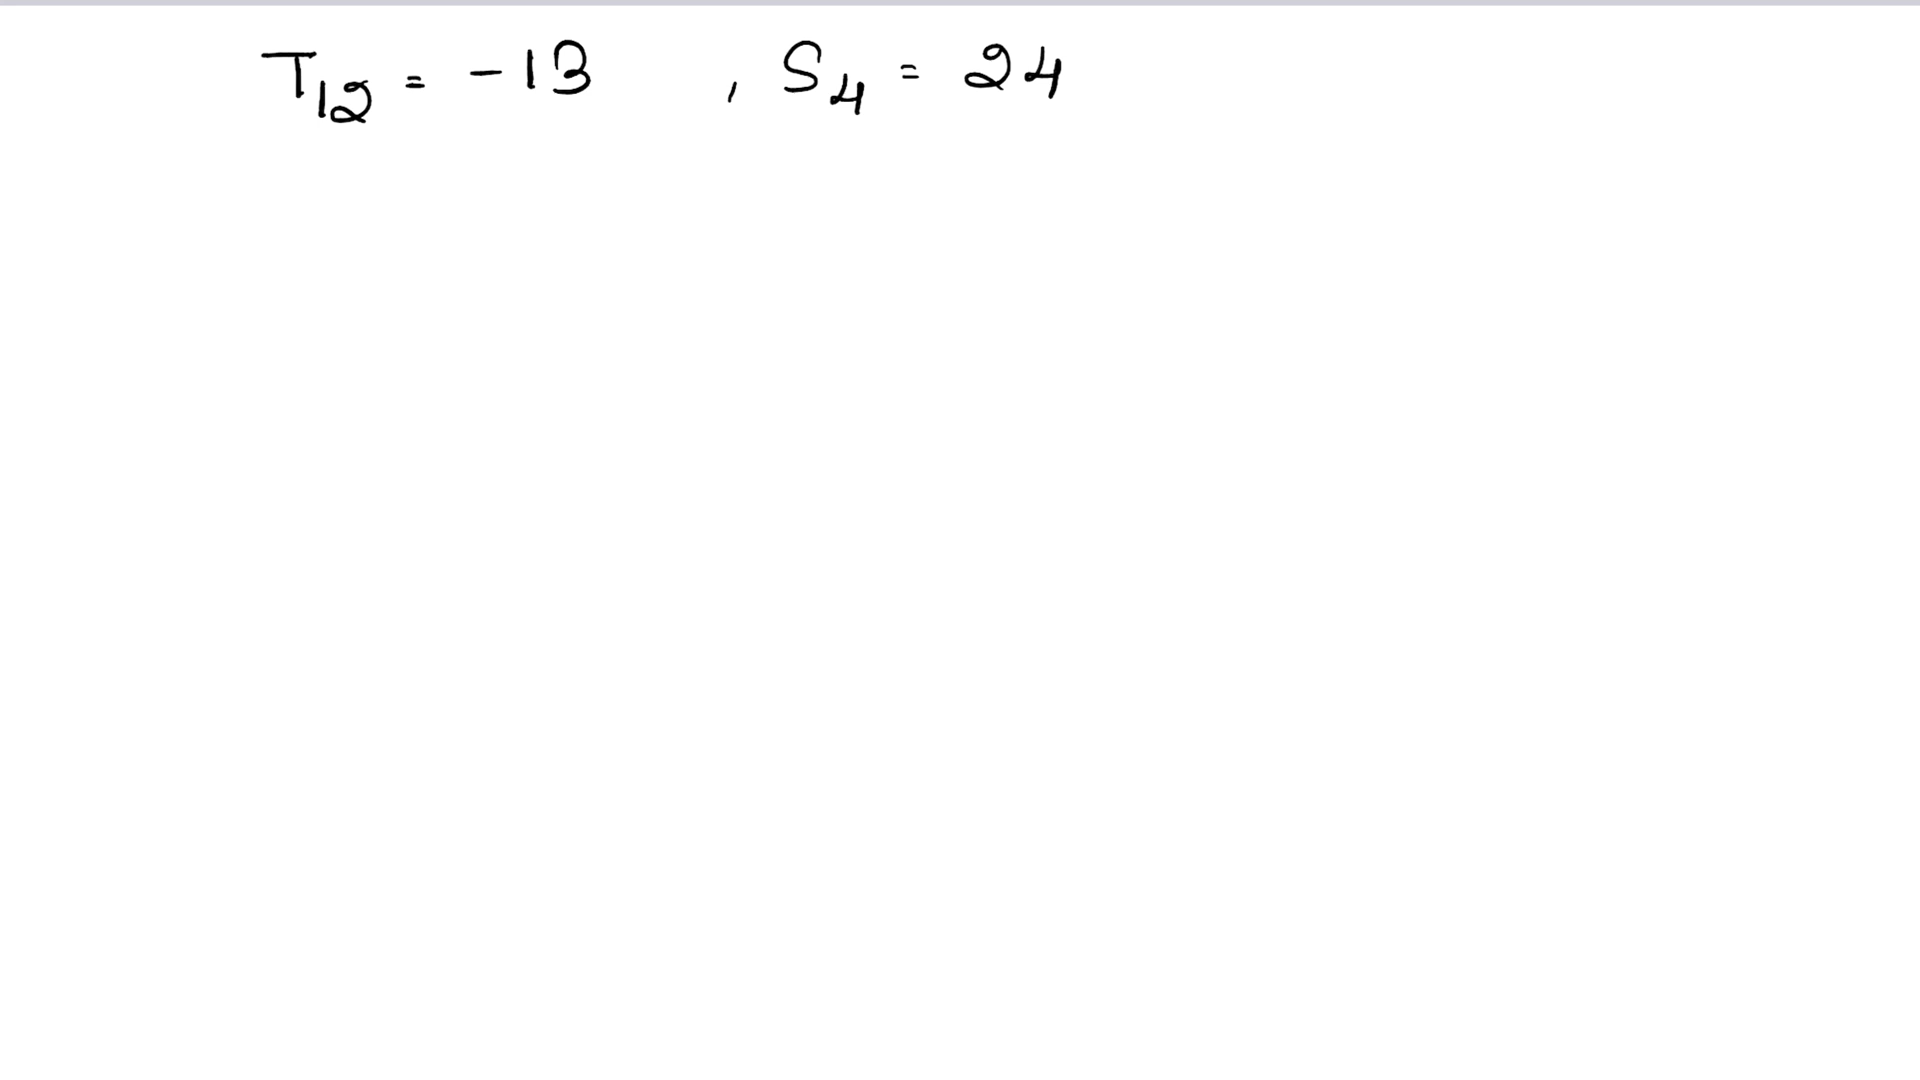 T₁₂ = -13 , S₄ = 24